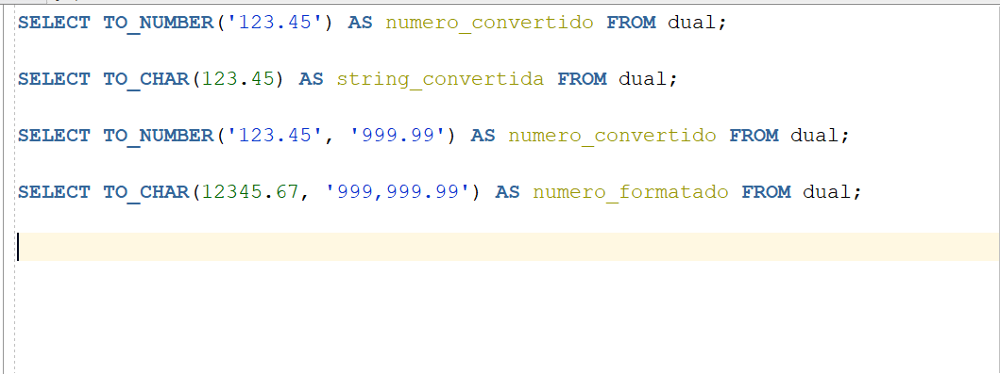 SELECT TO_NUMBER('123.45') AS numero_convertido FROM dual;
SELECT TO_CHAR(123.45) AS string_convertida FROM dual;
SELECT TO_NUMBER('123.45', '999.99') AS numero_convertido FROM dual;
SELECT TO_CHAR(12345.67, '999,999.99') AS numero_formatado FROM dual;